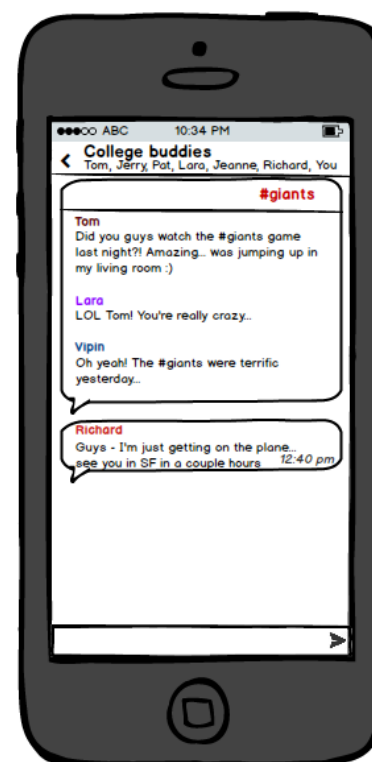 ABC 10:34 PM
College buddies
Tom, Jerry, Pat, Lara, Jeanne, Richard, You
#giants
Tom
Did you guys watch the #giants game
last night?! Amazing... was jumping up in
my living room :)
Lara
LOL Tom! You're really crazy...
Vipin
Oh yeah! The #giants were terrific
yesterday...
Richard
Guys - I'm just getting on the plane...
see you in SF in a couple hours 12:40 pm